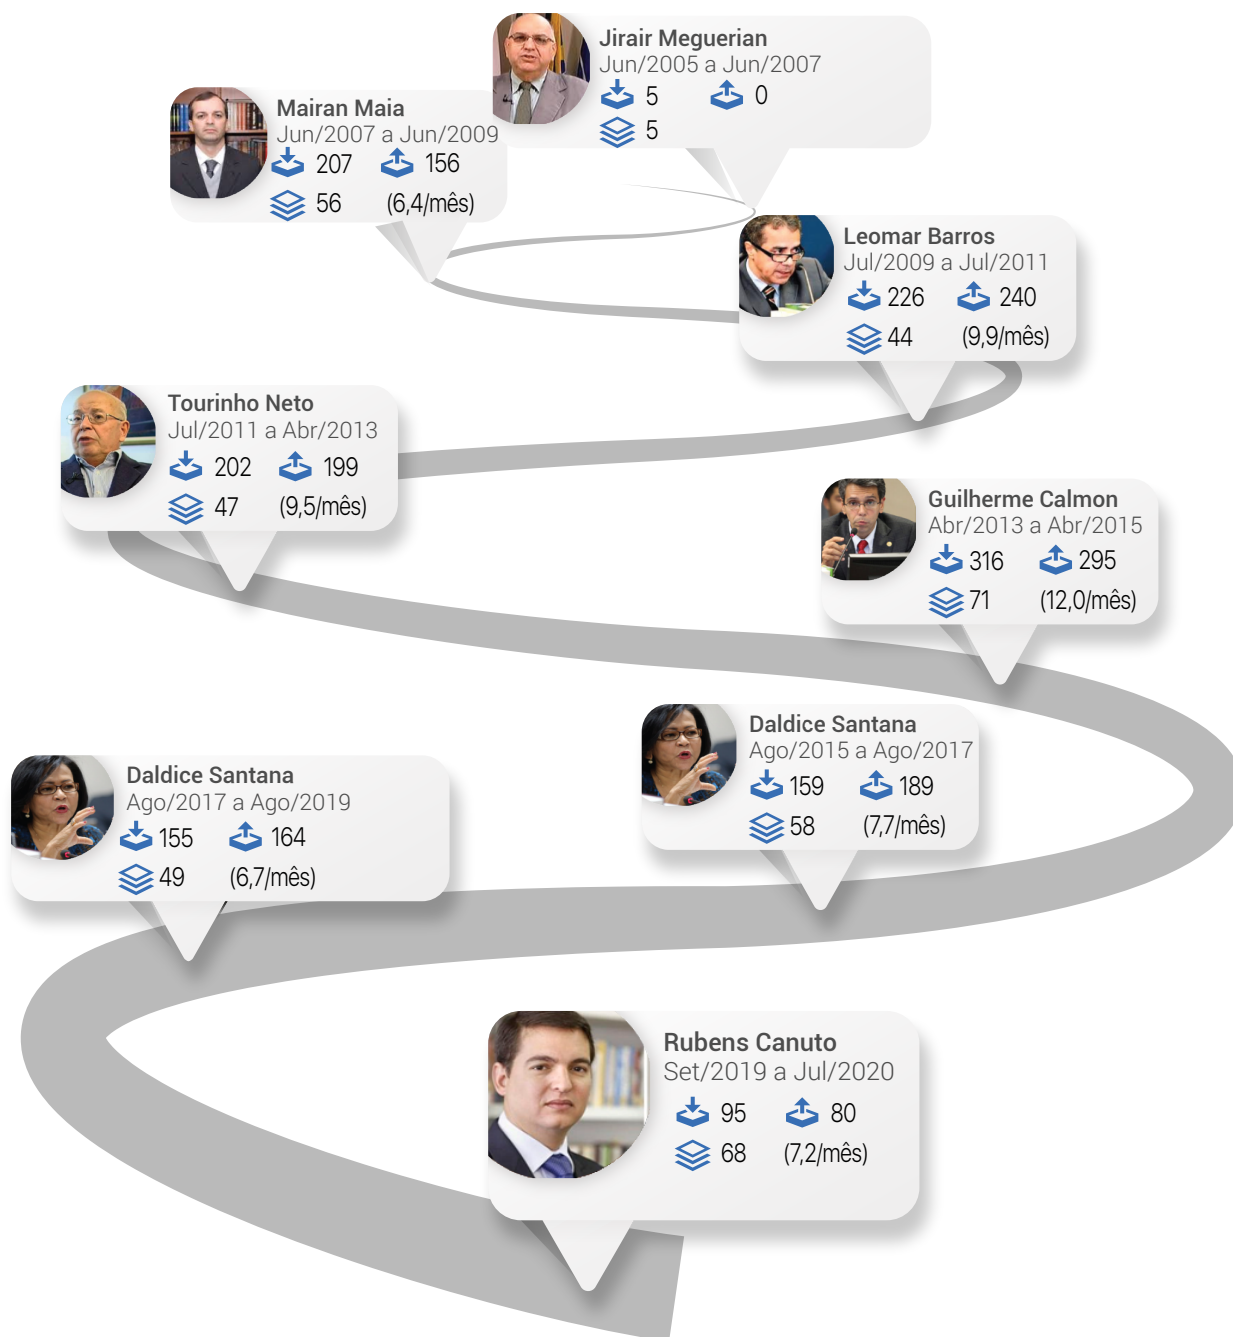 Jirair Meguerian
Jun/2005 a Jun/2007
5 0
5
Mairan Maia
Jun/2007 a Jun/2009
207 156
56 (6,4/mês)
Leomar Barros
Jul/2009 a Jul/2011
226 240
44 (9,9/mês)
Tourinho Neto
Jul/2011 a Abr/2013
202 199
47 (9,5/mês)
Guilherme Calmon
Abr/2013 a Abr/2015
316 295
71 (12,0/mês)
Daldice Santana
Ago/2015 a Ago/2017
159 189
58 (7,7/mês)
Daldice Santana
Ago/2017 a Ago/2019
155 164
49 (6,7/mês)
Rubens Canuto
Set/2019 a Jul/2020
95 80
68 (7,2/mês)